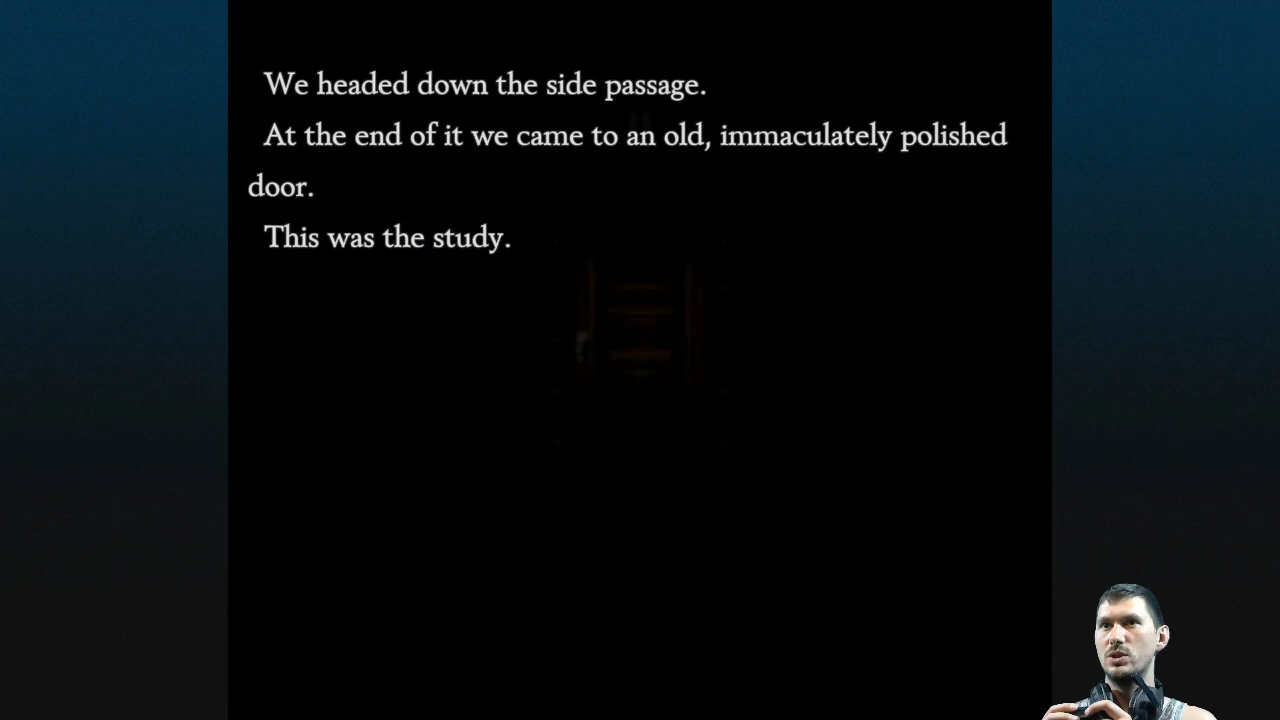 We headed down the side passage.
At the end of it we came to an old, immaculately polished
door.
This was the study.